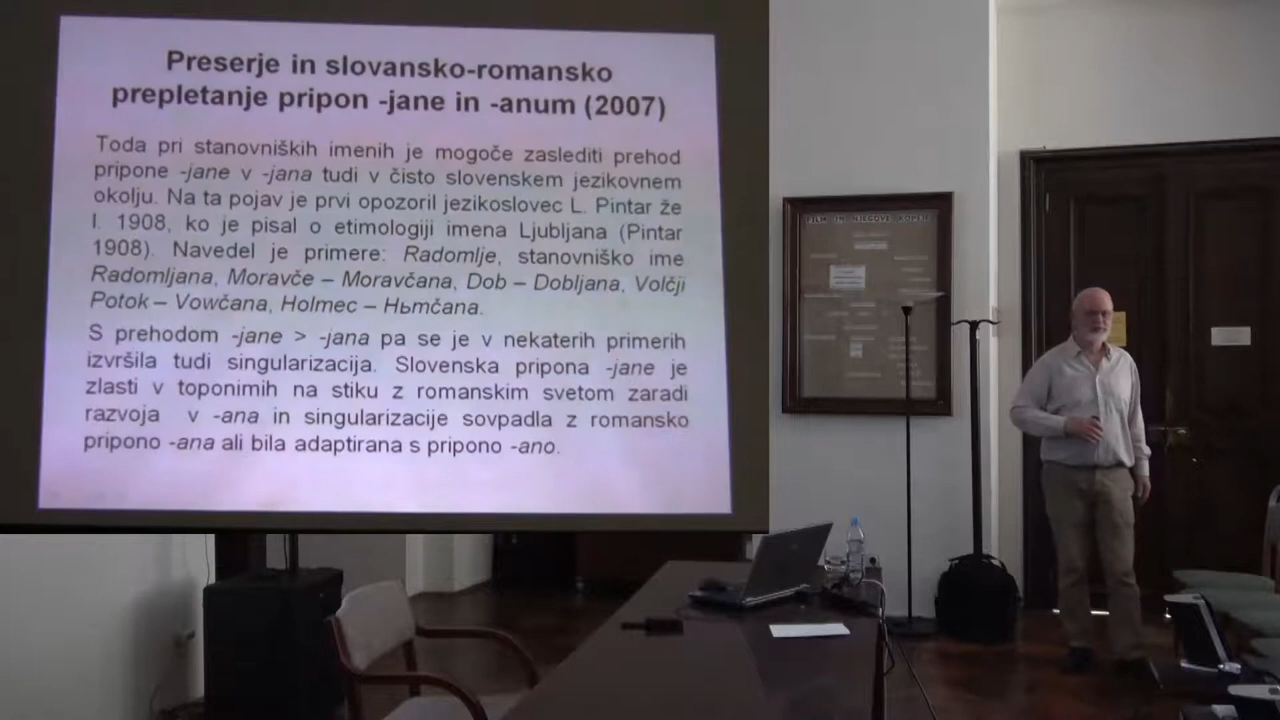 Preserje in slovansko-romansko
prepletanje pripon -jane in -anum (2007)
Toda pri stanovniških imenih je mogoče zaslediti prehod
pripone -jane v -jana tudi v čisto slovenskem jezikovnem
okolju. Na ta pojav je prvi opozoril jezikoslovec L. Pintar že
l. 1908, ko je pisal o etimologiji imena Ljubljana (Pintar
1908). Navedel je primere: Radomlje, stanovniško ime
Radomljana, Moravče – Moravčana, Dob – Dobljana, Volčji
Potok – Vowčana, Holmec – Hьmčana.
S prehodom -jane > -jana pa se je v nekaterih primerih
izvršila tudi singularizacija. Slovenska pripona -jane je
zlasti v toponimih na stiku z romanskim svetom zaradi
razvoja v -ana in singularizacije sovpadla z romansko
pripono -ana ali bila adaptirana s pripono -ano.
FILM IN NJEGOVE KOPIJE